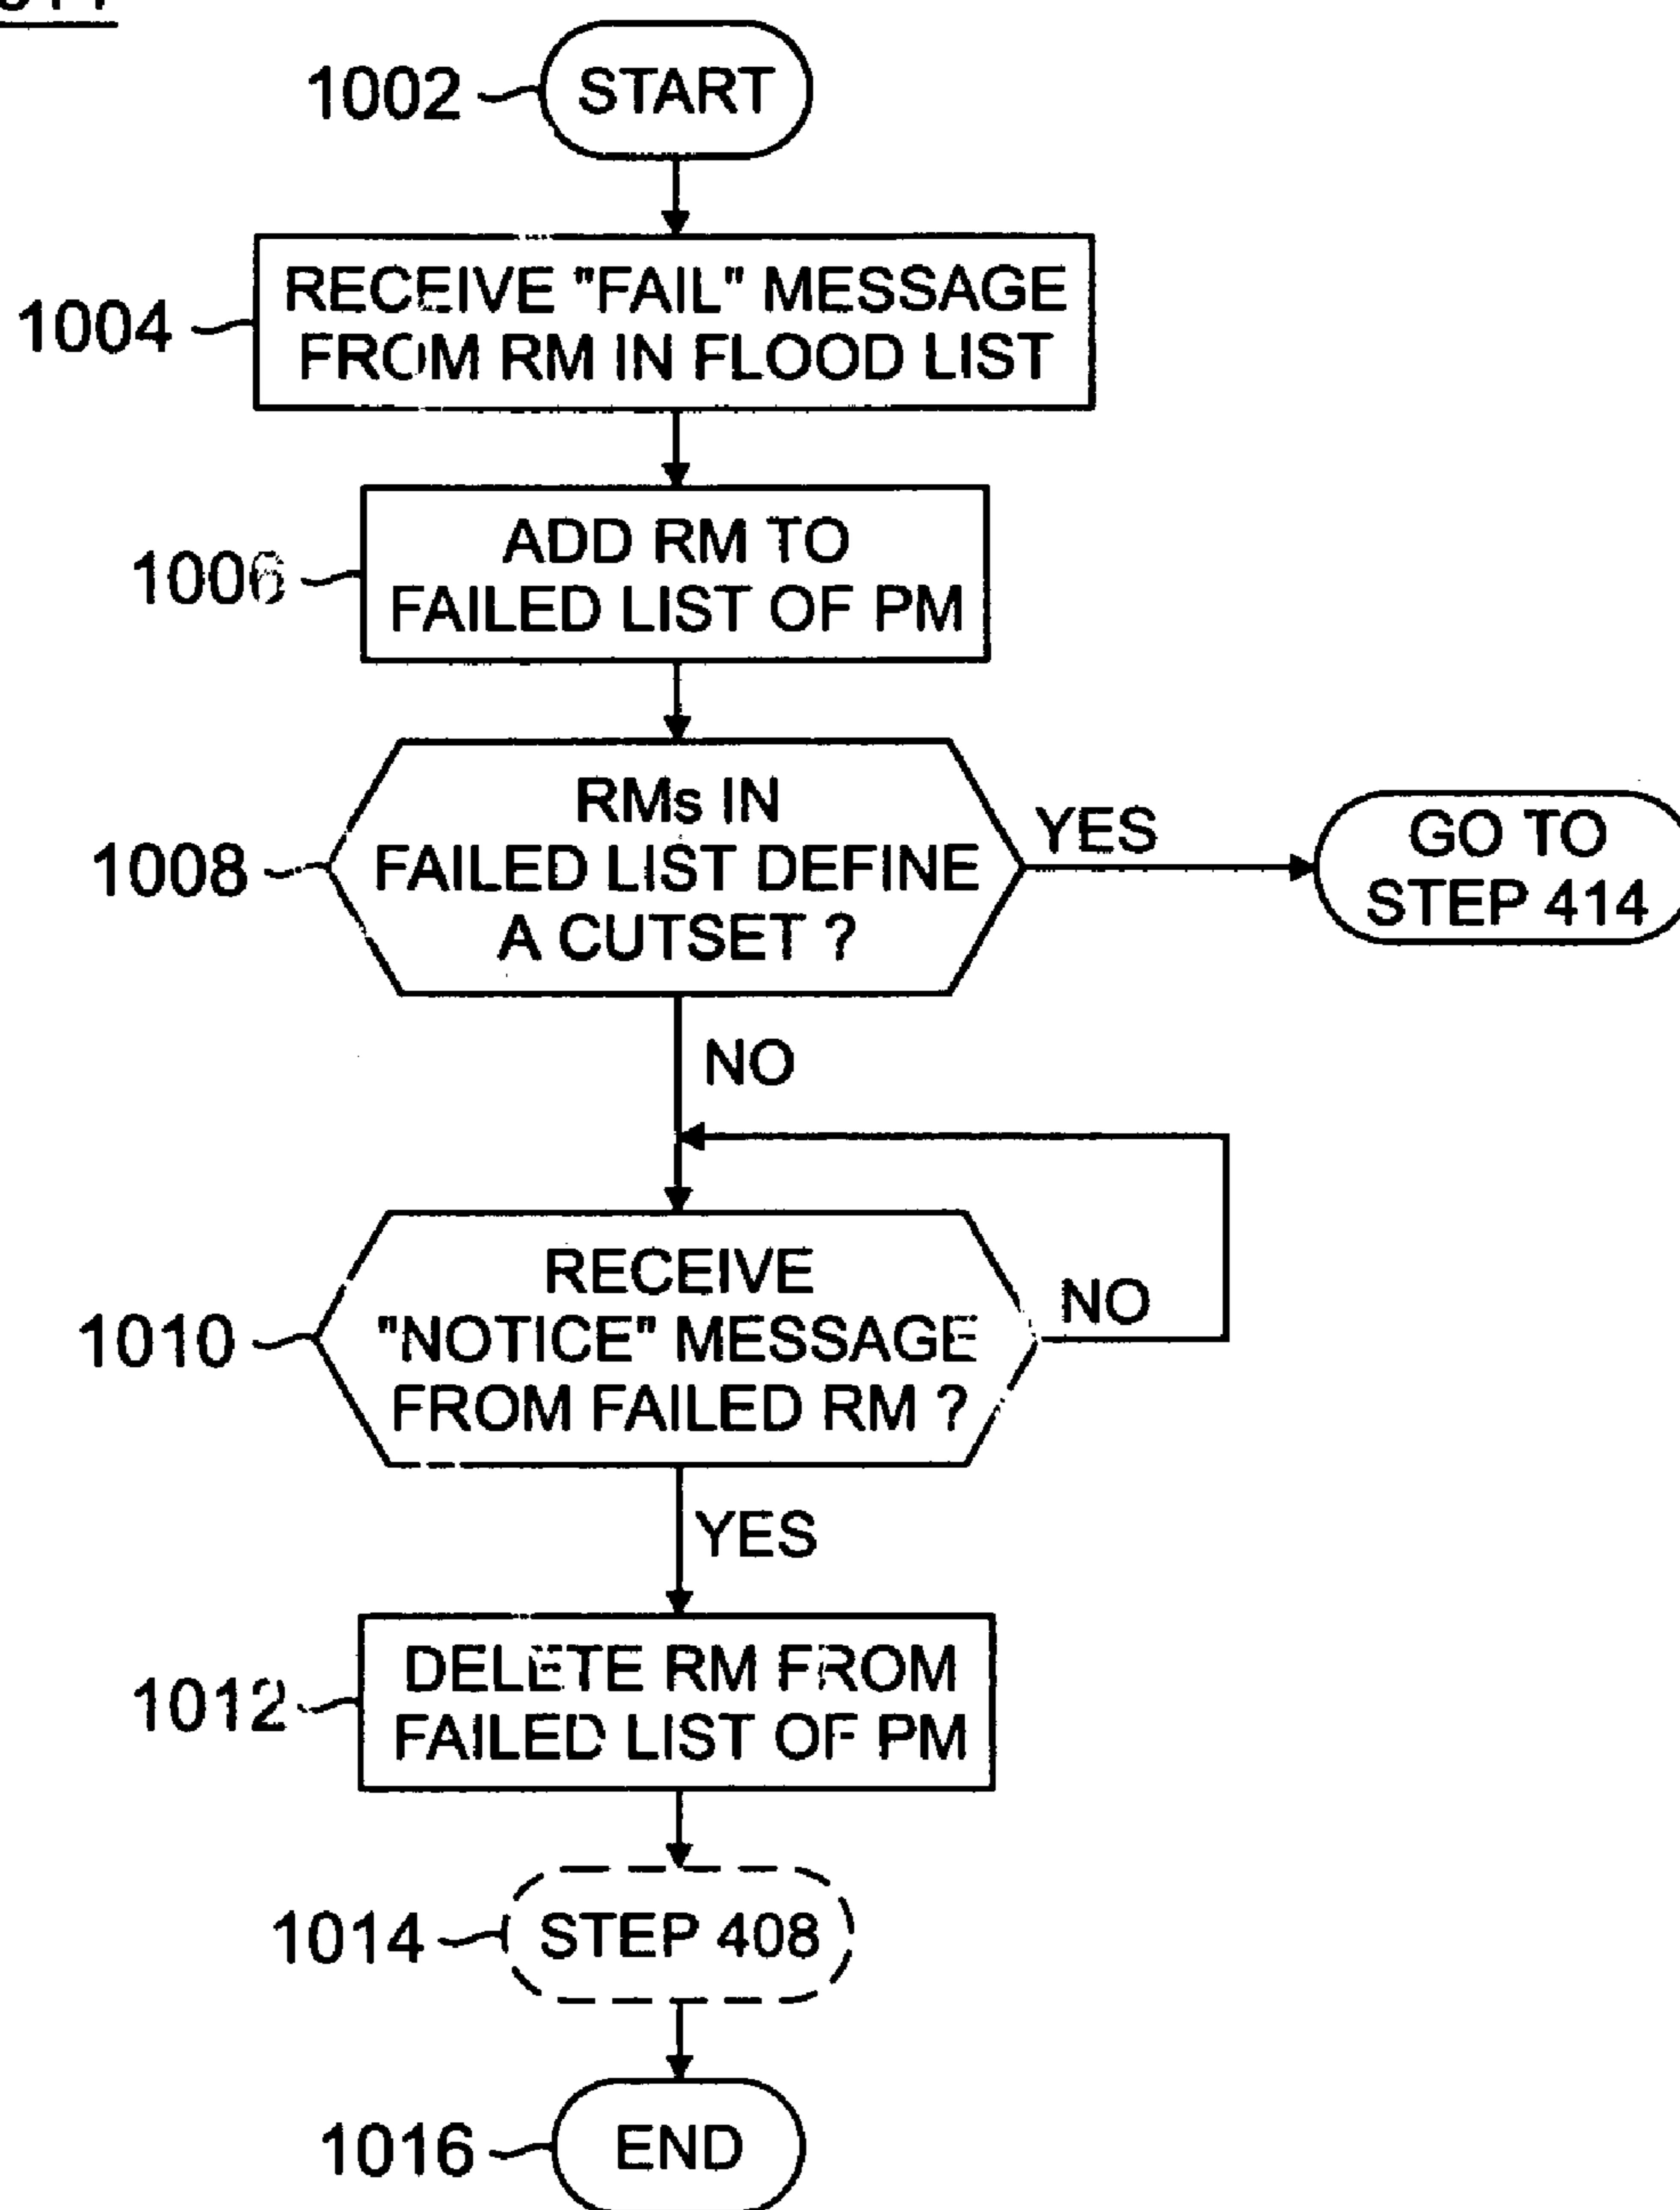 1002
START
1004
RECEIVE "FAIL" MESSAGE
FROM RM IN FLOOD LIST
1006
ADD RM TO
FAILED LIST OF PM
1008
RMs IN
FAILED LIST DEFINE
A CUTSET ?
YES
GO TO
STEP 414
NO
1010
RECEIVE
"NOTICE" MESSAGE
FROM FAILED RM ?
NO
YES
1012
DELETE RM FROM
FAILED LIST OF PM
1014
STEP 408
1016
END